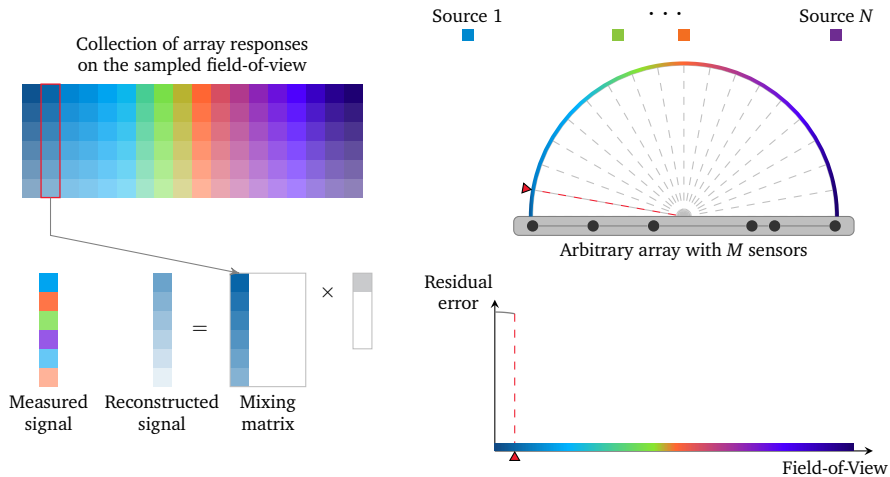 Collection of array responses
on the sampled field-of-view
Source 1
· · ·
Source N
Arbitrary array with M sensors
×
=
Measured
signal
Reconstructed
signal
Mixing
matrix
Residual
error
Field-of-View